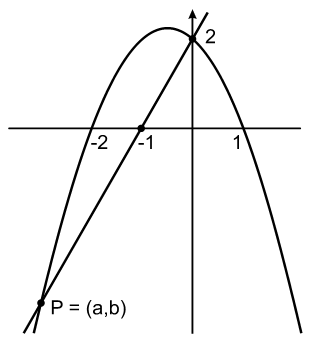 2
-2 -1 1
P = (a,b)